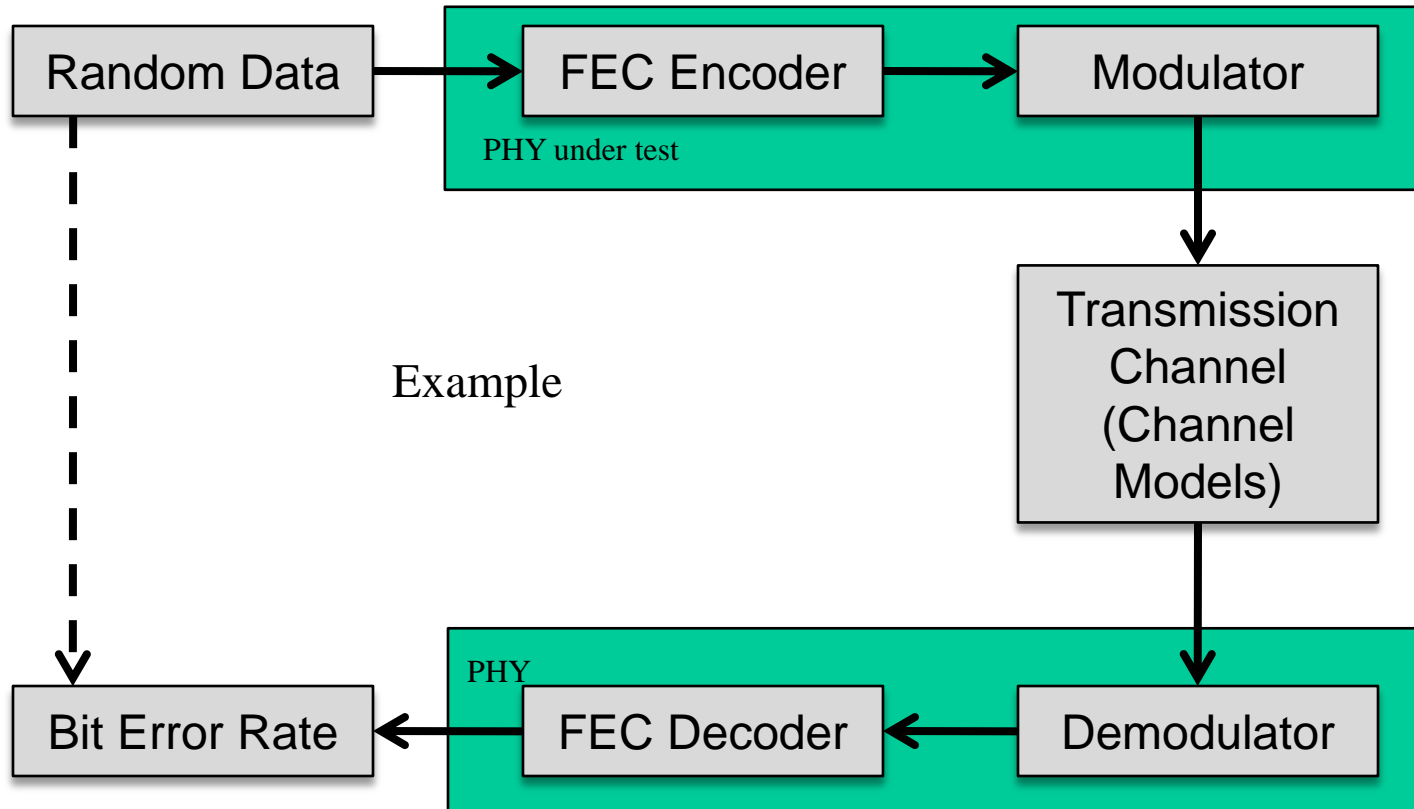 Random Data
FEC Encoder
Modulator
PHY under test
Transmission
Channel
(Channel
Models)
Example
PHY
Bit Error Rate
FEC Decoder
Demodulator